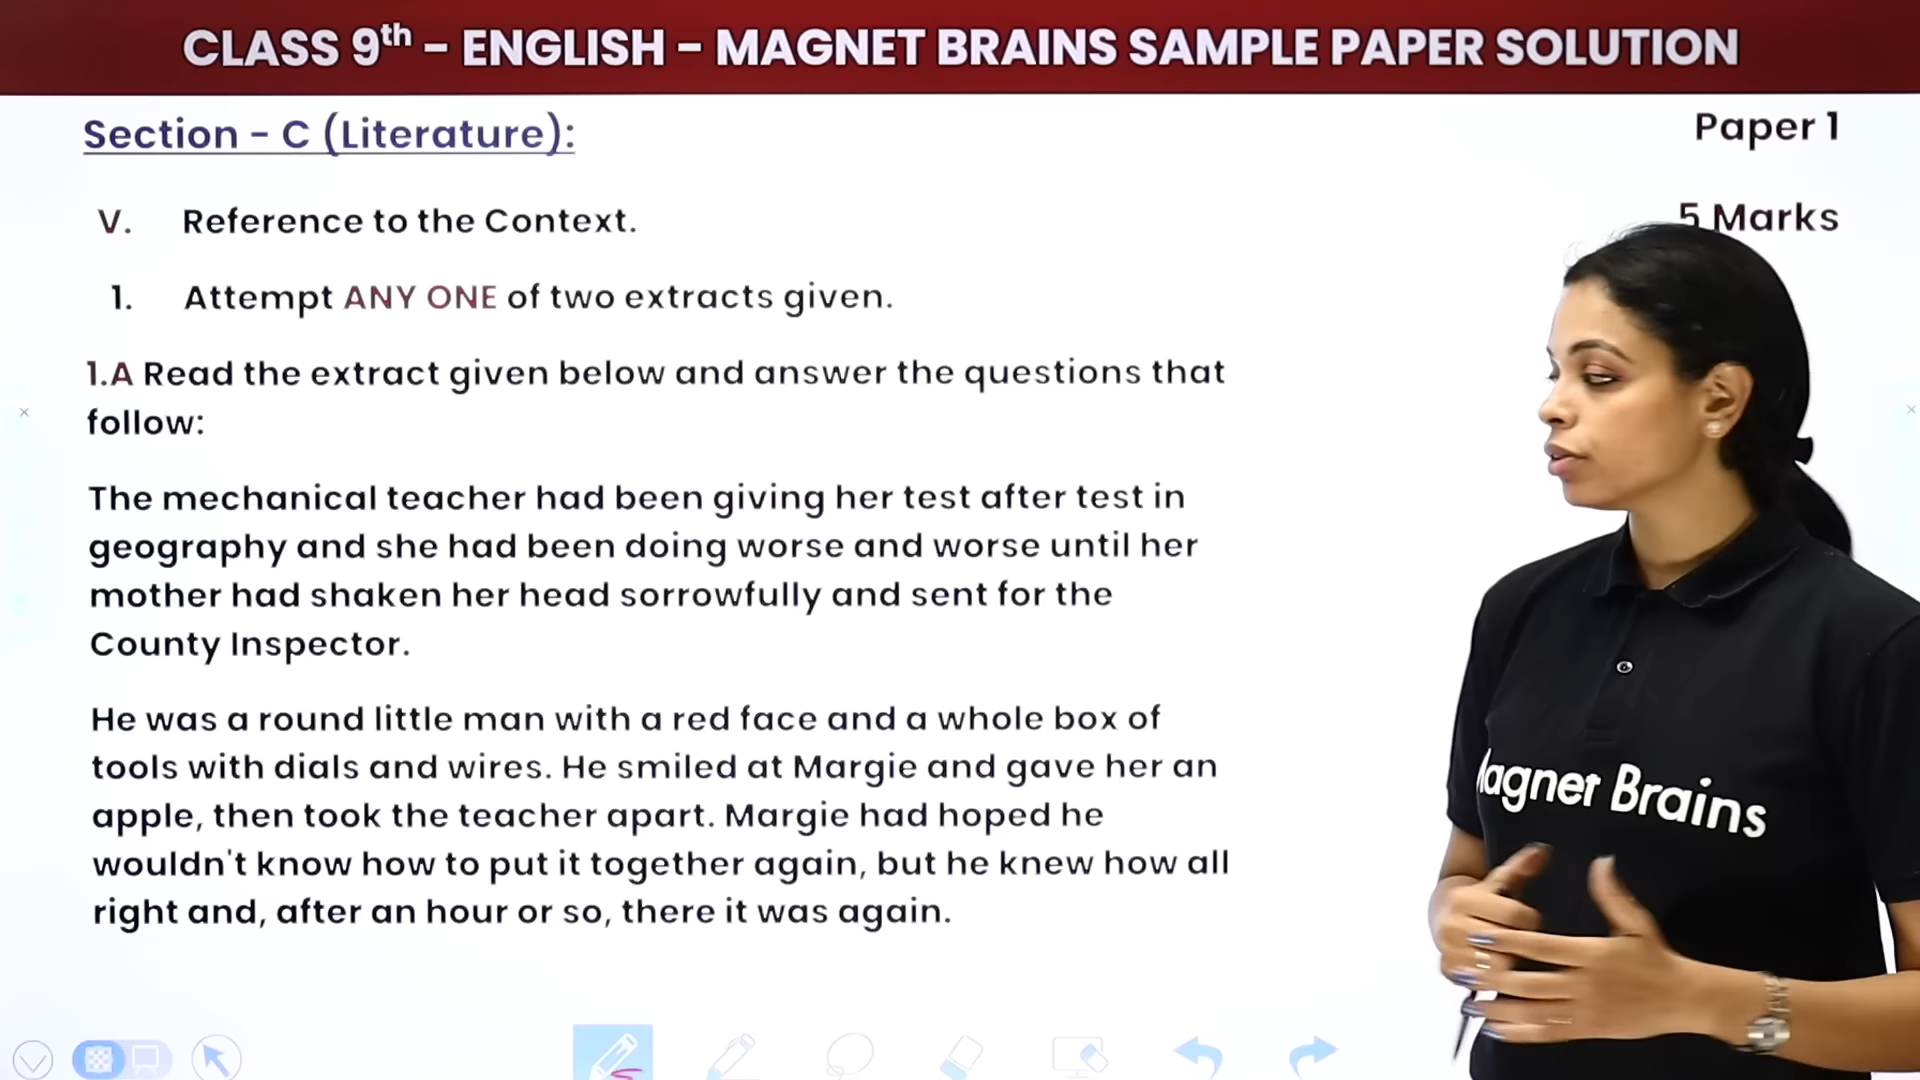 CLASS 9th – ENGLISH – MAGNET BRAINS SAMPLE PAPER SOLUTION
Section - C (Literature):
Paper 1
V. Reference to the Context.
5 Marks
1. Attempt ANY ONE of two extracts given.
1.A Read the extract given below and answer the questions that
follow:
The mechanical teacher had been giving her test after test in
geography and she had been doing worse and worse until her
mother had shaken her head sorrowfully and sent for the
County Inspector.
He was a round little man with a red face and a whole box of
tools with dials and wires. He smiled at Margie and gave her an
apple, then took the teacher apart. Margie had hoped he
wouldn't know how to put it together again, but he knew how all
right and, after an hour or so, there it was again.
Magnet Brains